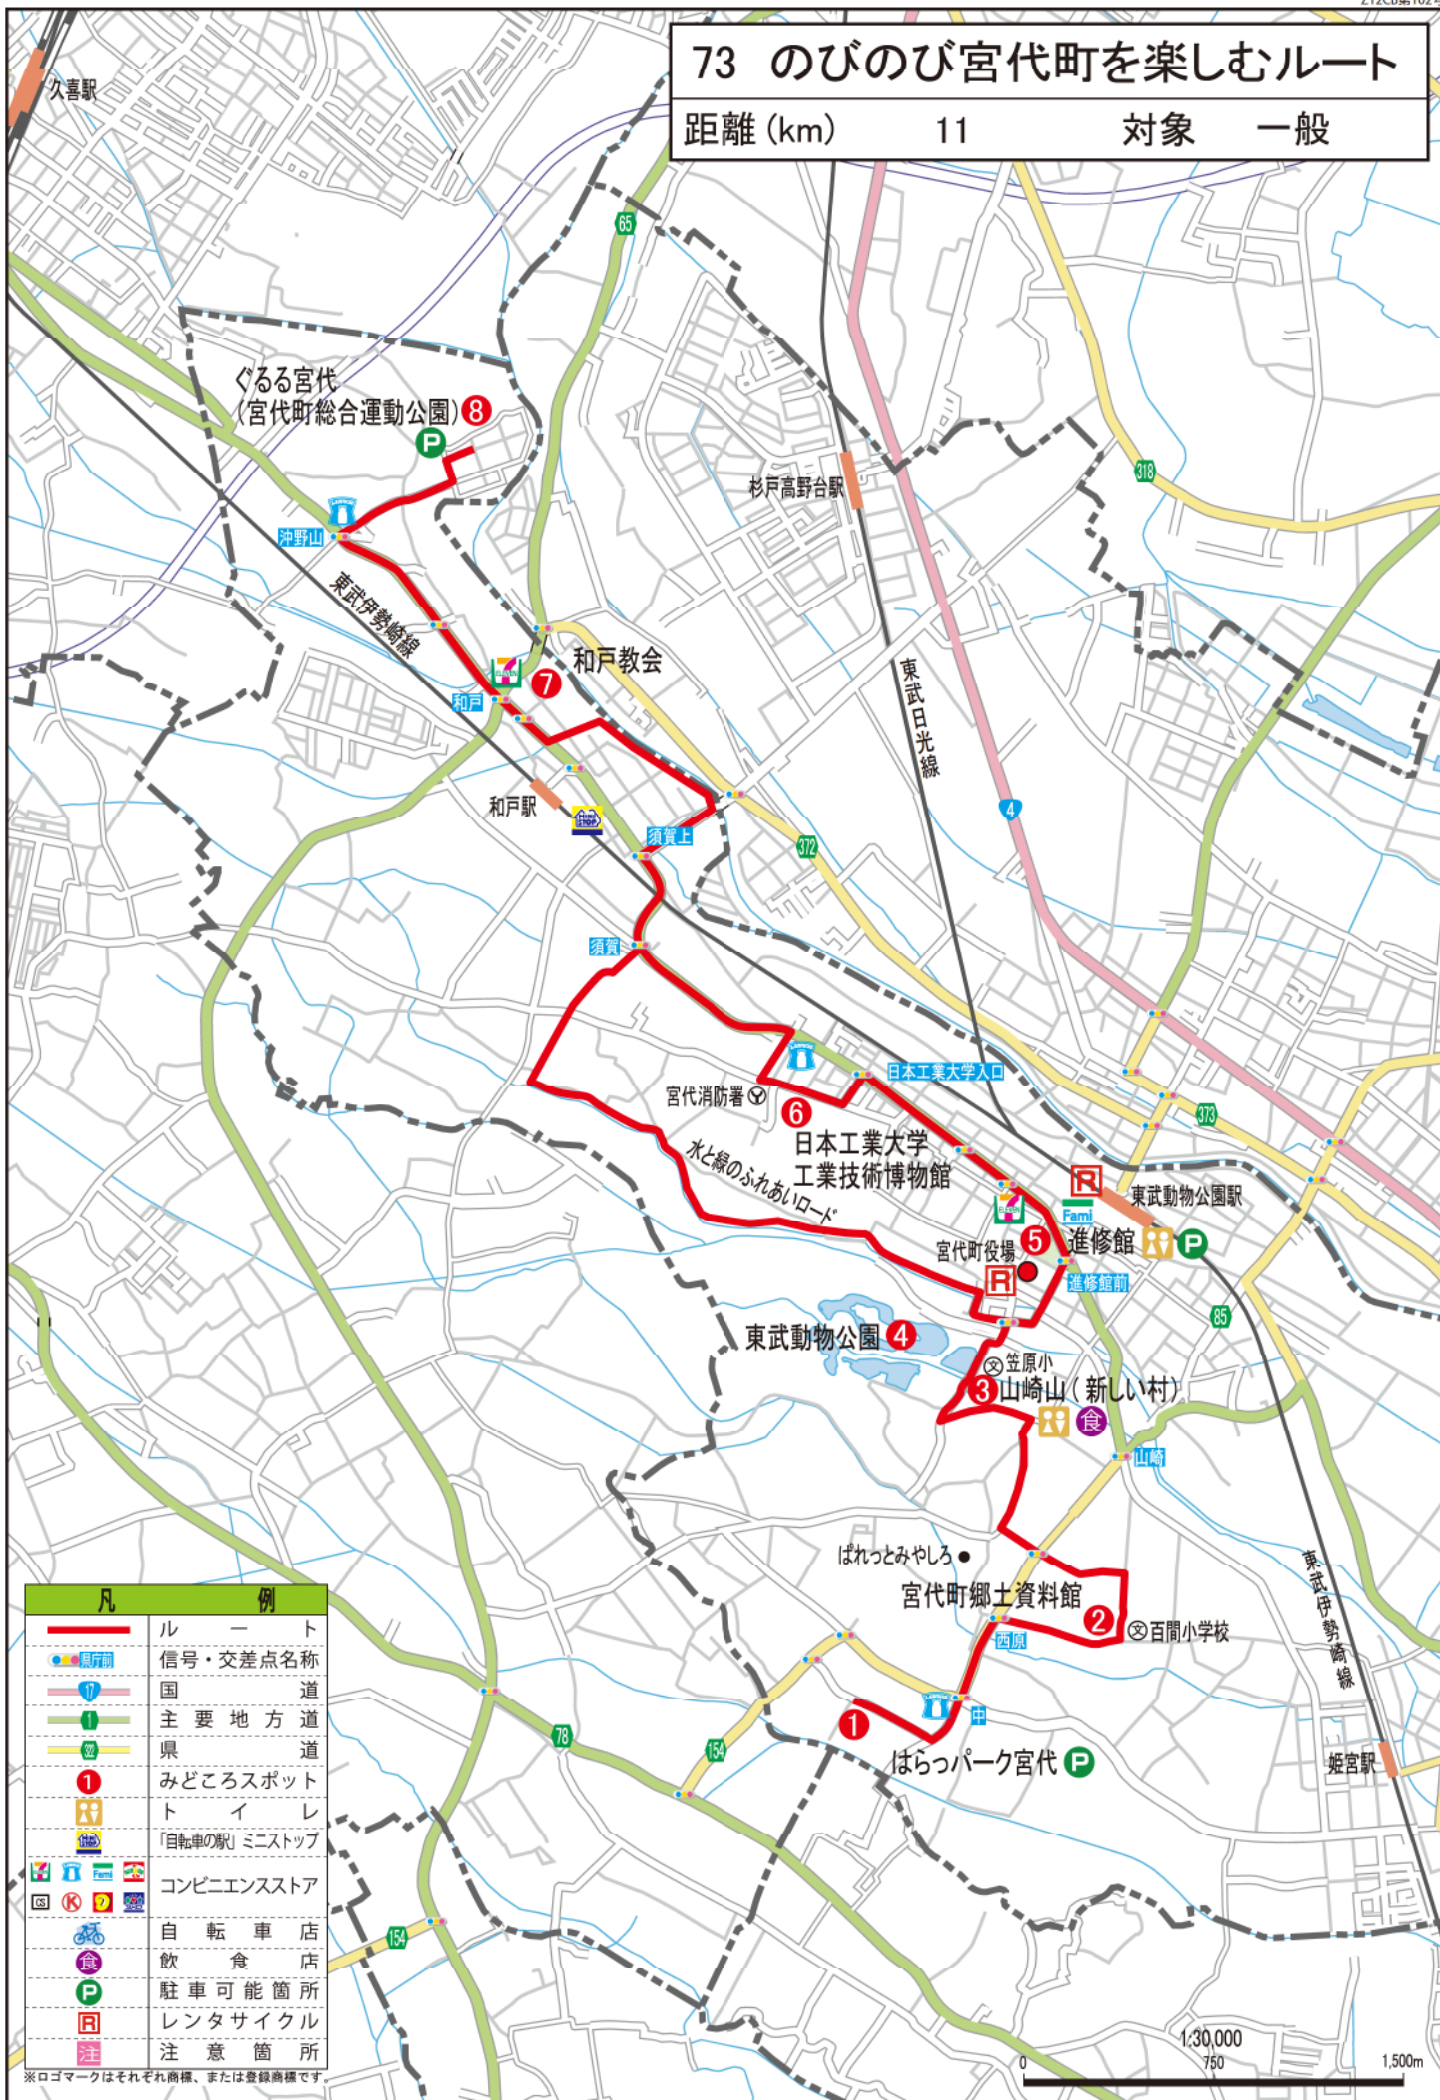 73 のびのび宮代町を楽しむルート
距離(km) 11 対象 一般
久喜駅
65
ぐるる宮代
(宮代町総合運動公園)8
P
沖野山
東武伊勢崎線
杉戸高野台駅
318
和戸教会
7
和戸
東武日光線
4
和戸駅
須賀上
372
須賀
日本工業大学入口
宮代消防署
6
373
日本工業大学
工業技術博物館
水と緑のふれあいロード
R
東武動物公園駅
Fami
5
進修館
P
宮代町役場
R
進修館前
85
東武動物公園 4
文 笠原小
3 山崎山(新しい村)
食
山崎
ぱれっとみやしろ
宮代町郷土資料館
2
文 百間小学校
西原
東武伊勢崎線
1
中
78
154
はらっパーク宮代 P
姫宮駅
154
凡例
ルート
県庁前 信号・交差点名称
17 国道
1 主要地方道
322 県道
1 みどころスポット
トイレ
「自転車の駅」ミニストップ
コンビニエンスストア
自転車店
食 飲食店
P 駐車可能箇所
R レンタサイクル
注 注意箇所
※ロゴマークはそれぞれ商標、または登録商標です。
1:30,000
0 750 1,500m